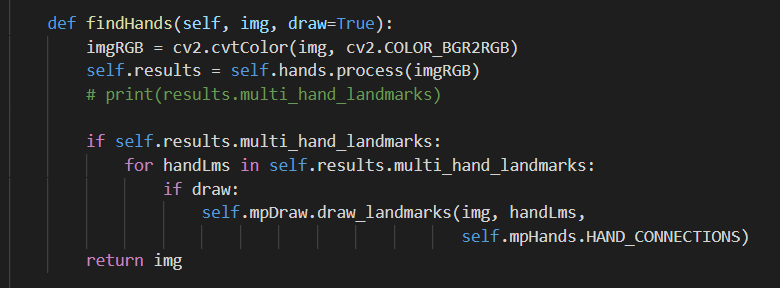 def findHands(self, img, draw=True):
imgRGB = cv2.cvtColor(img, cv2.COLOR_BGR2RGB)
self.results = self.hands.process(imgRGB)
# print(results.multi_hand_landmarks)
if self.results.multi_hand_landmarks:
for handLms in self.results.multi_hand_landmarks:
if draw:
self.mpDraw.draw_landmarks(img, handLms,
self.mpHands.HAND_CONNECTIONS)
return img